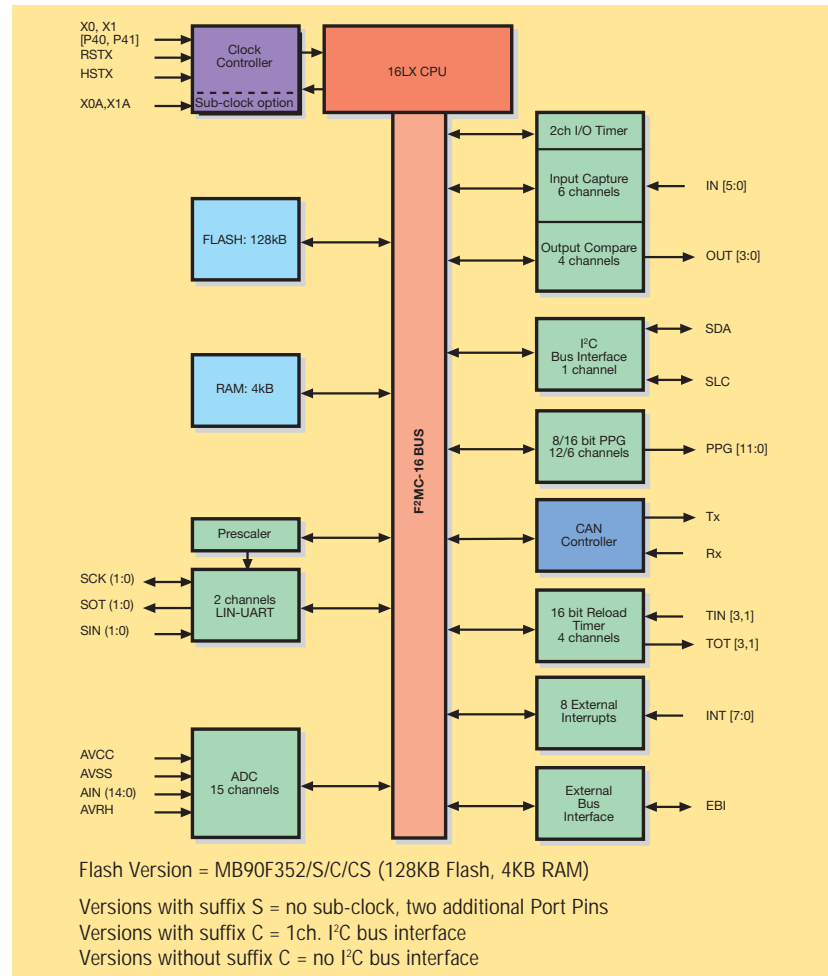 X0, X1
[P40, P41]
RSTX
HSTX
X0A,X1A
Clock
Controller
Sub-clock option
16LX CPU
F²MC-16 BUS
FLASH: 128kB
RAM: 4kB
Prescaler
2 channels
LIN-UART
SCK (1:0)
SOT (1:0)
SIN (1:0)
AVCC
AVSS
AIN (14:0)
AVRH
ADC
15 channels
2ch I/O Timer
Input Capture
6 channels
IN [5:0]
Output Compare
4 channels
OUT [3:0]
I²C
Bus Interface
1 channel
SDA
SLC
8/16 bit PPG
12/6 channels
PPG [11:0]
CAN
Controller
Tx
Rx
16 bit Reload
Timer
4 channels
TIN [3,1]
TOT [3,1]
8 External
Interrupts
INT [7:0]
External
Bus
Interface
EBI
Flash Version = MB90F352/S/C/CS (128KB Flash, 4KB RAM)
Versions with suffix S = no sub-clock, two additional Port Pins
Versions with suffix C = 1ch. I²C bus interface
Versions without suffix C = no I²C bus interface